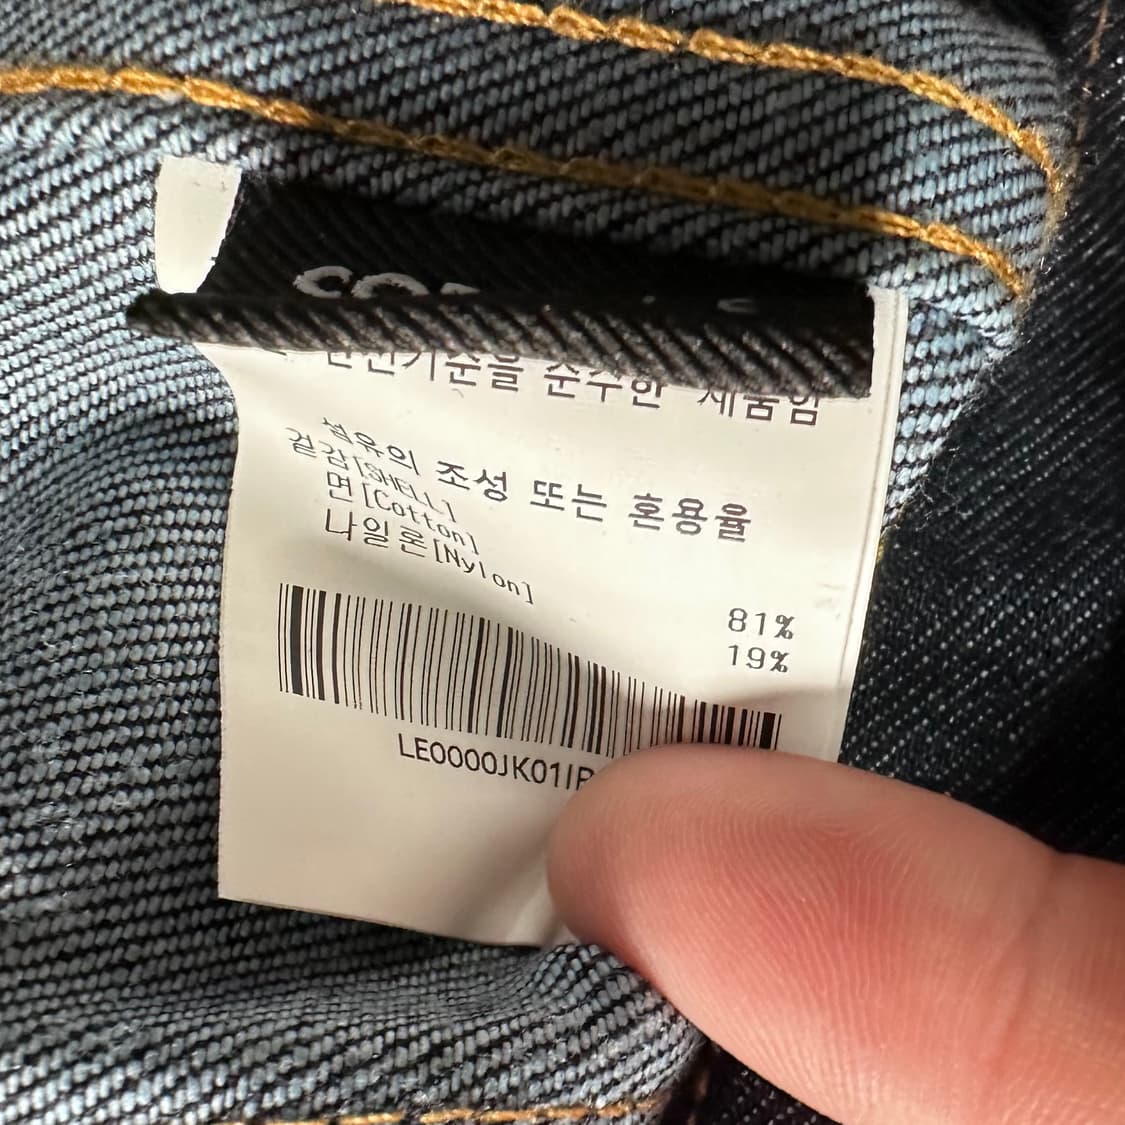 안전기준을 준수한 제품임
섬유의 조성 또는 혼용율
겉감[SHELL]
면[Cotton] 81%
나일론[Nylon] 19%